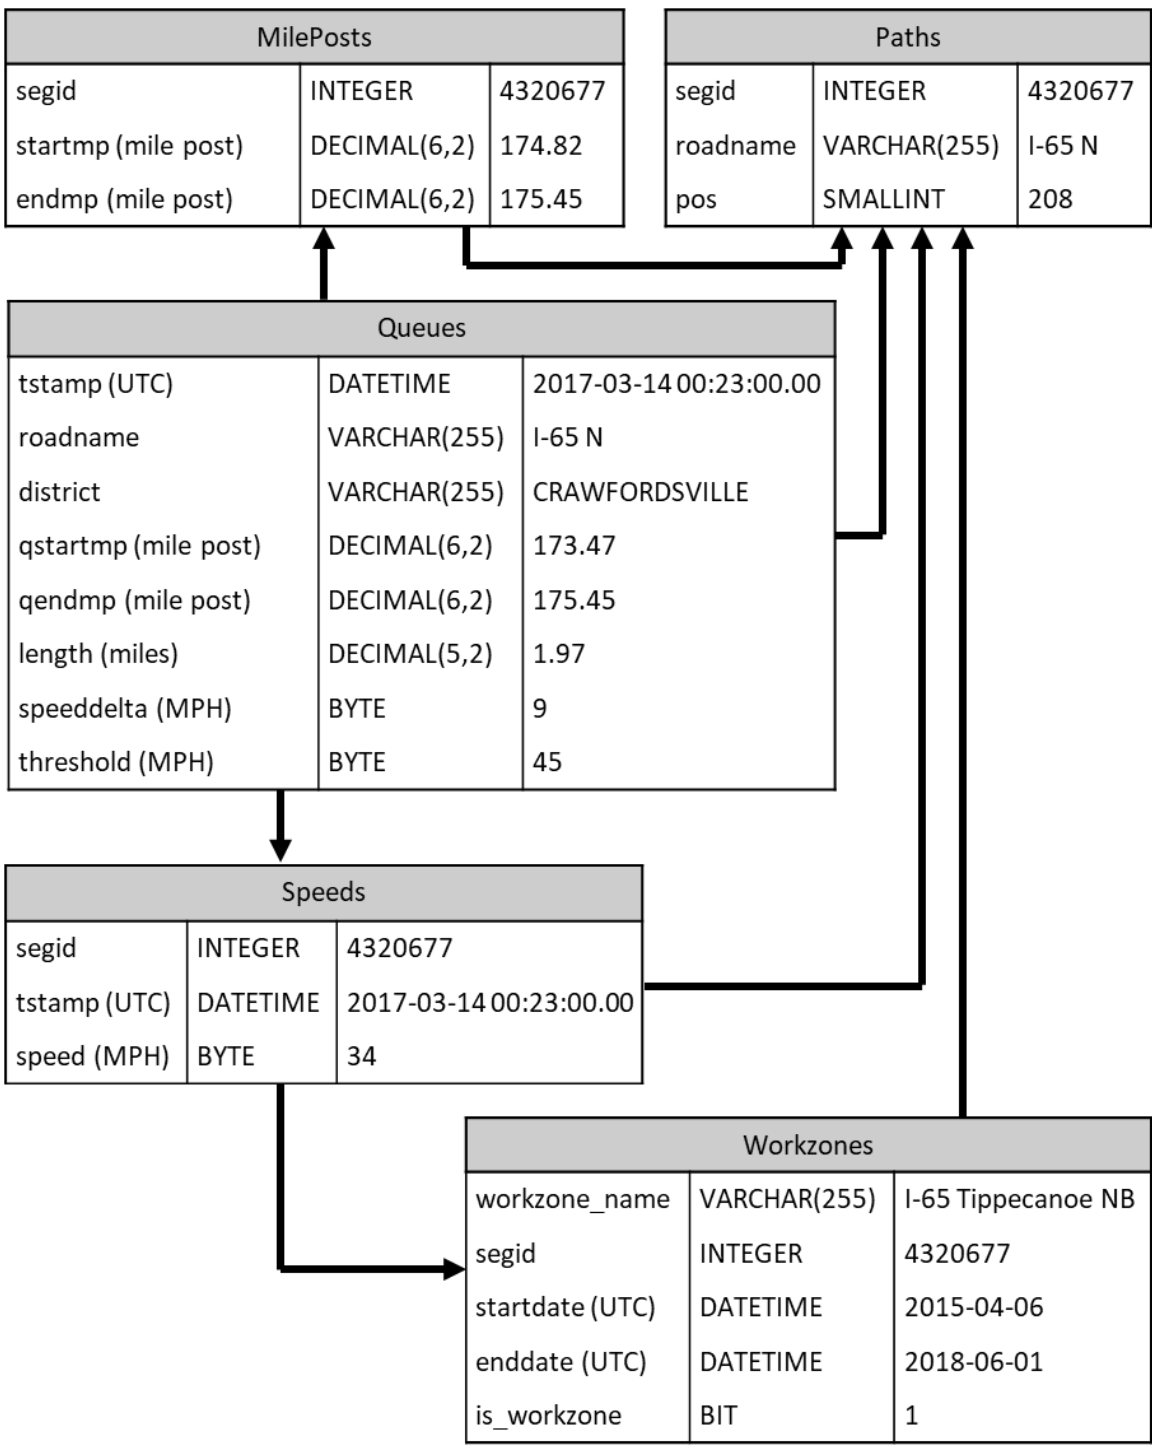 MilePosts
segid INTEGER 4320677
startmp (mile post) DECIMAL(6,2) 174.82
endmp (mile post) DECIMAL(6,2) 175.45
Paths
segid INTEGER 4320677
roadname VARCHAR(255) I-65 N
pos SMALLINT 208
Queues
tstamp (UTC) DATETIME 2017-03-14 00:23:00.00
roadname VARCHAR(255) I-65 N
district VARCHAR(255) CRAWFORDSVILLE
qstartmp (mile post) DECIMAL(6,2) 173.47
qendmp (mile post) DECIMAL(6,2) 175.45
length (miles) DECIMAL(5,2) 1.97
speeddelta (MPH) BYTE 9
threshold (MPH) BYTE 45
Speeds
segid INTEGER 4320677
tstamp (UTC) DATETIME 2017-03-14 00:23:00.00
speed (MPH) BYTE 34
Workzones
workzone_name VARCHAR(255) I-65 Tippecanoe NB
segid INTEGER 4320677
startdate (UTC) DATETIME 2015-04-06
enddate (UTC) DATETIME 2018-06-01
is_workzone BIT 1